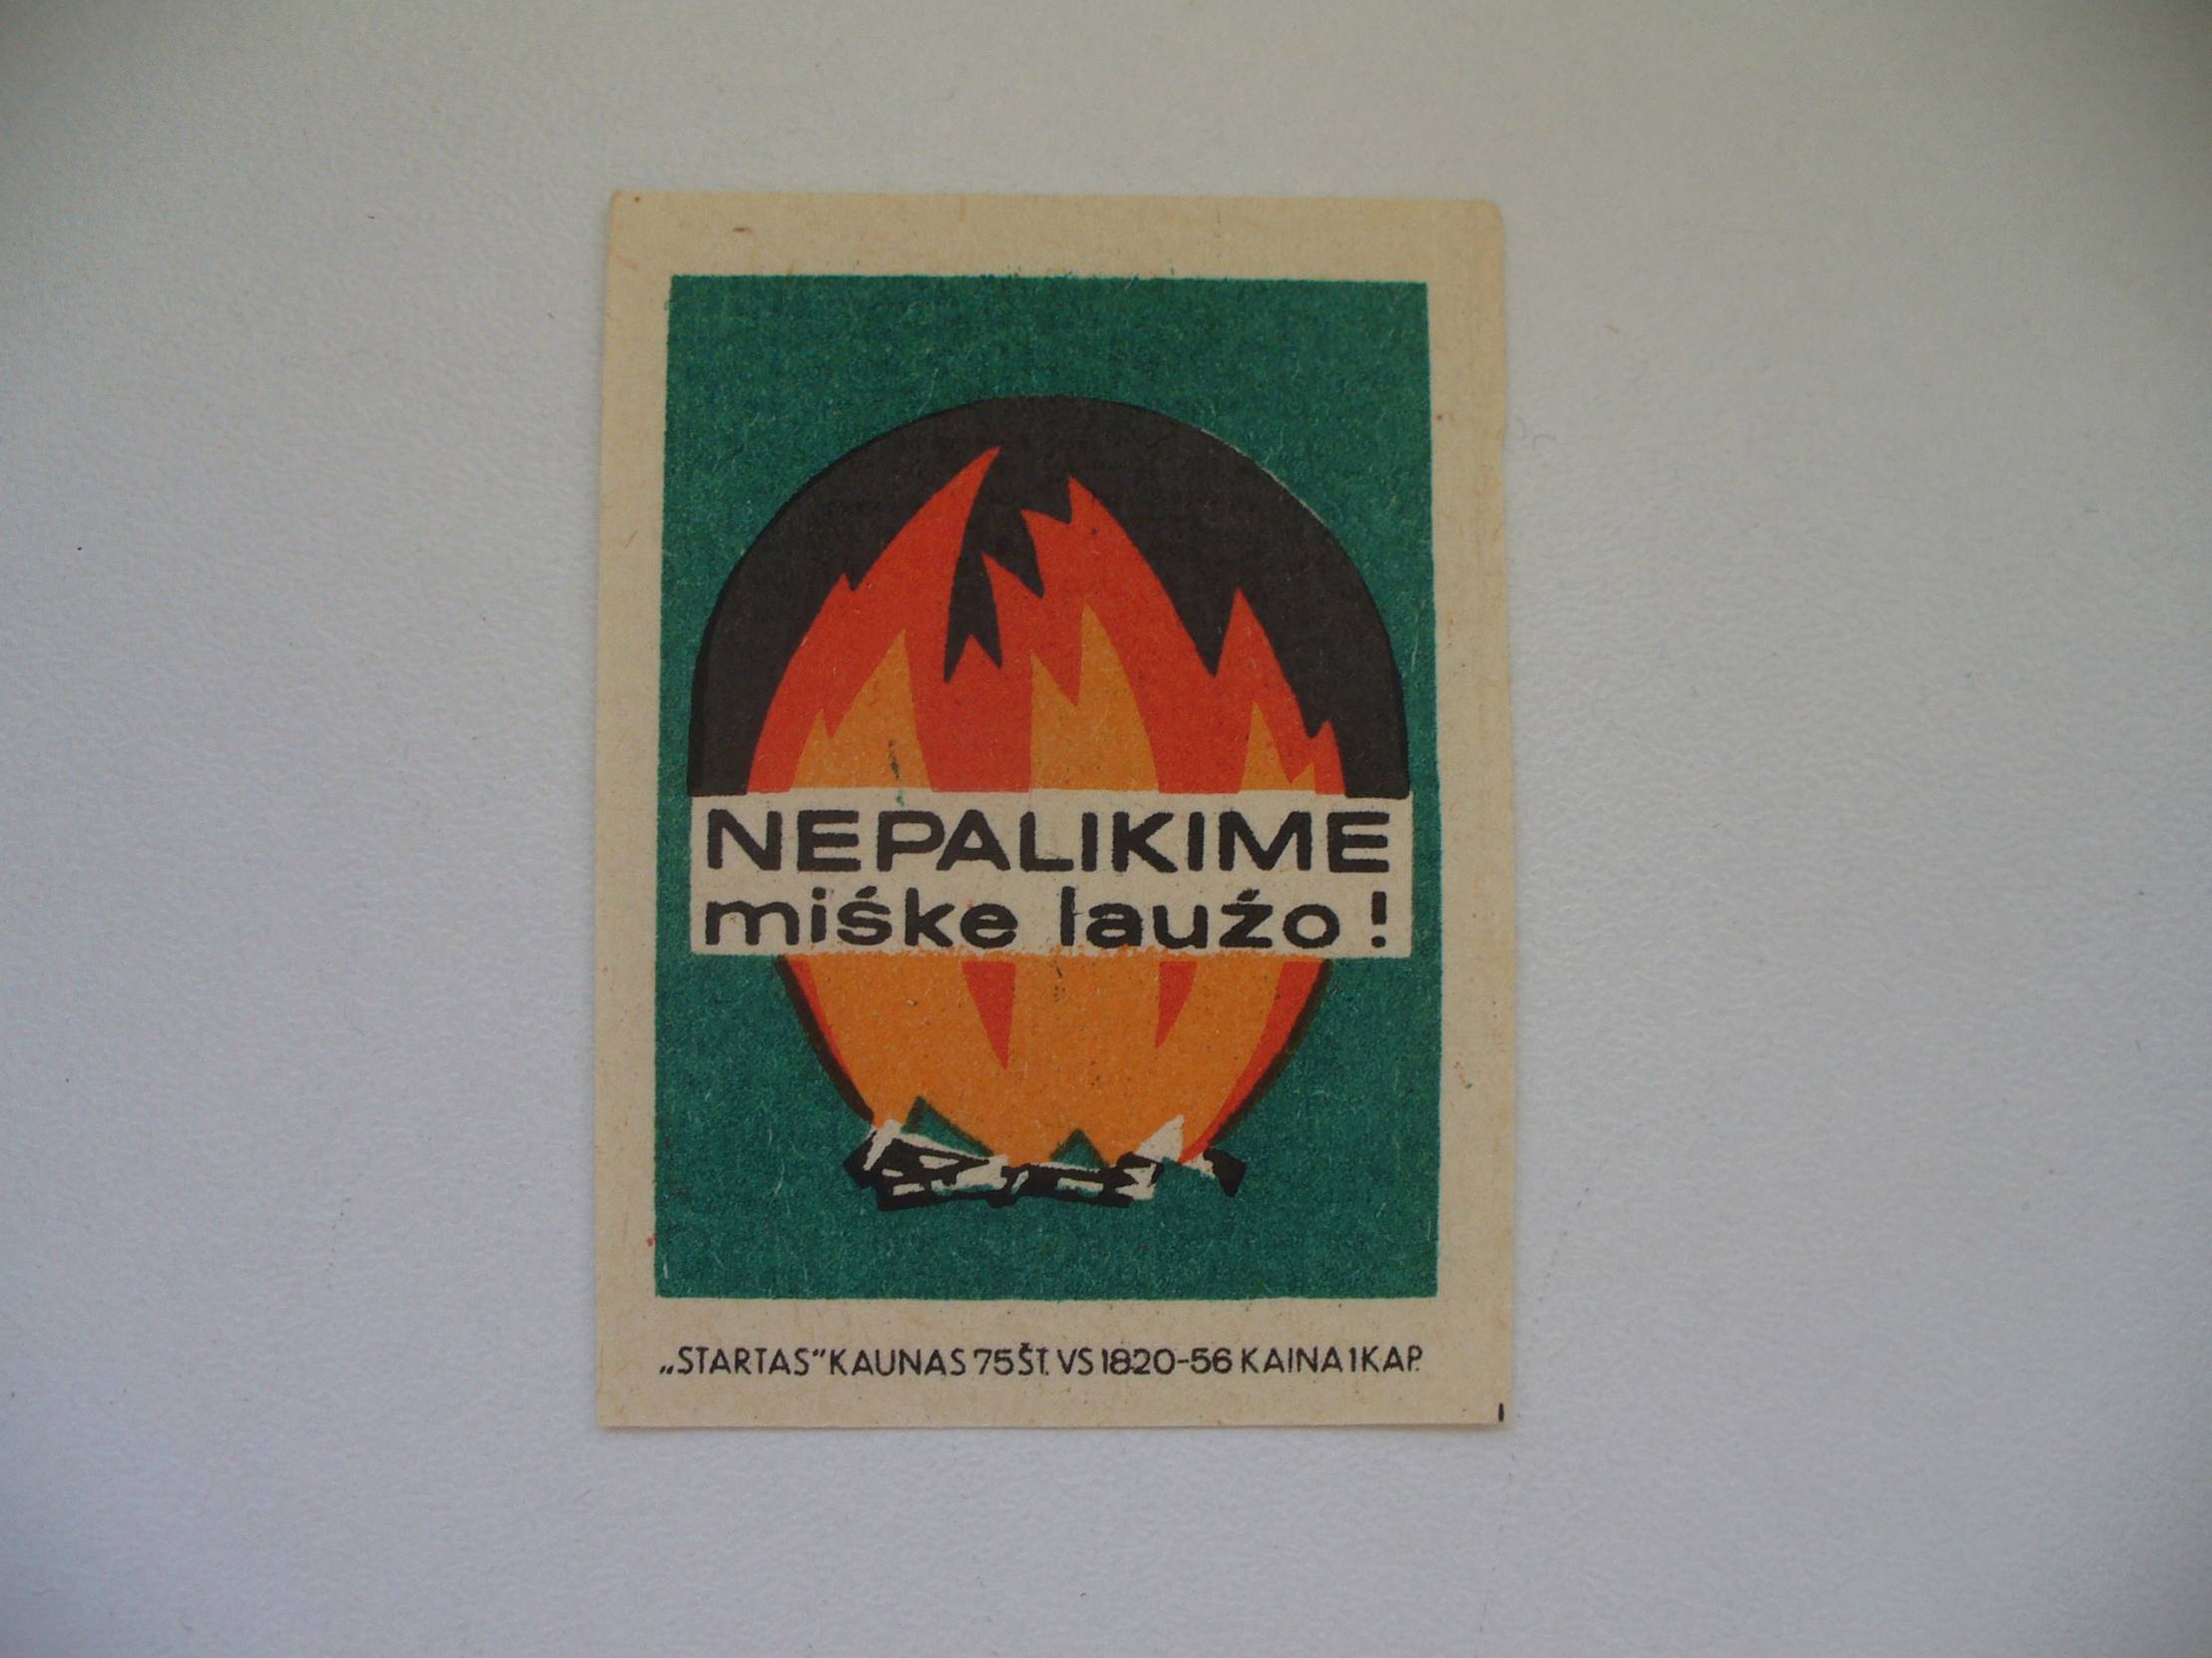 NEPALIKIME
miške laužo!
„STARTAS“ KAUNAS 75 ŠT. VS 1820-56 KAINA 1 KAP.